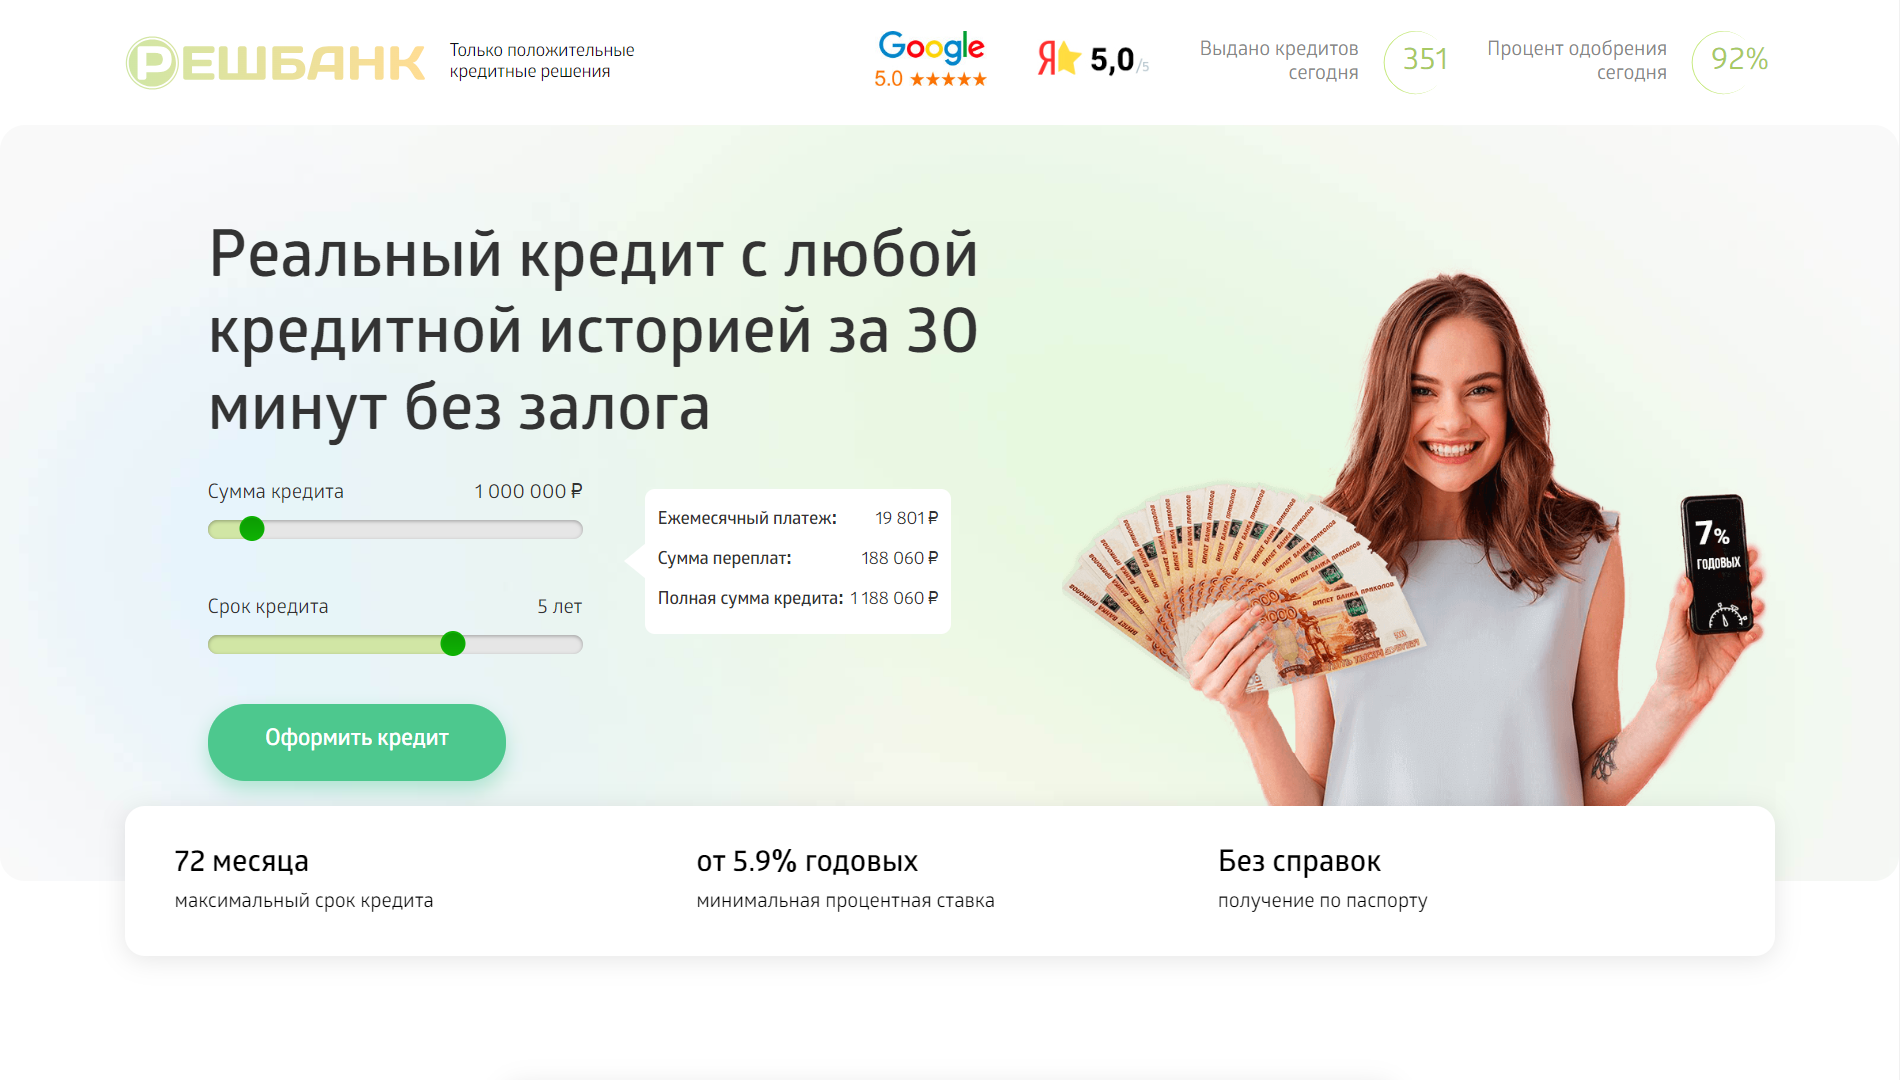 РЕШБАНК
Только положительные
кредитные решения
Google
5.0 ★★★★★
Я 5,0/5
Выдано кредитов
сегодня
351
Процент одобрения
сегодня
92%
Реальный кредит с любой
кредитной историей за 30
минут без залога
Сумма кредита 1 000 000 ₽
Ежемесячный платеж: 19 801 ₽
Сумма переплат: 188 060 ₽
Полная сумма кредита: 1 188 060 ₽
Срок кредита 5 лет
Оформить кредит
7%
ГОДОВЫХ
БИЛЕТ БАНКА ПРИКОЛОВ
72 месяца
максимальный срок кредита
от 5.9% годовых
минимальная процентная ставка
Без справок
получение по паспорту